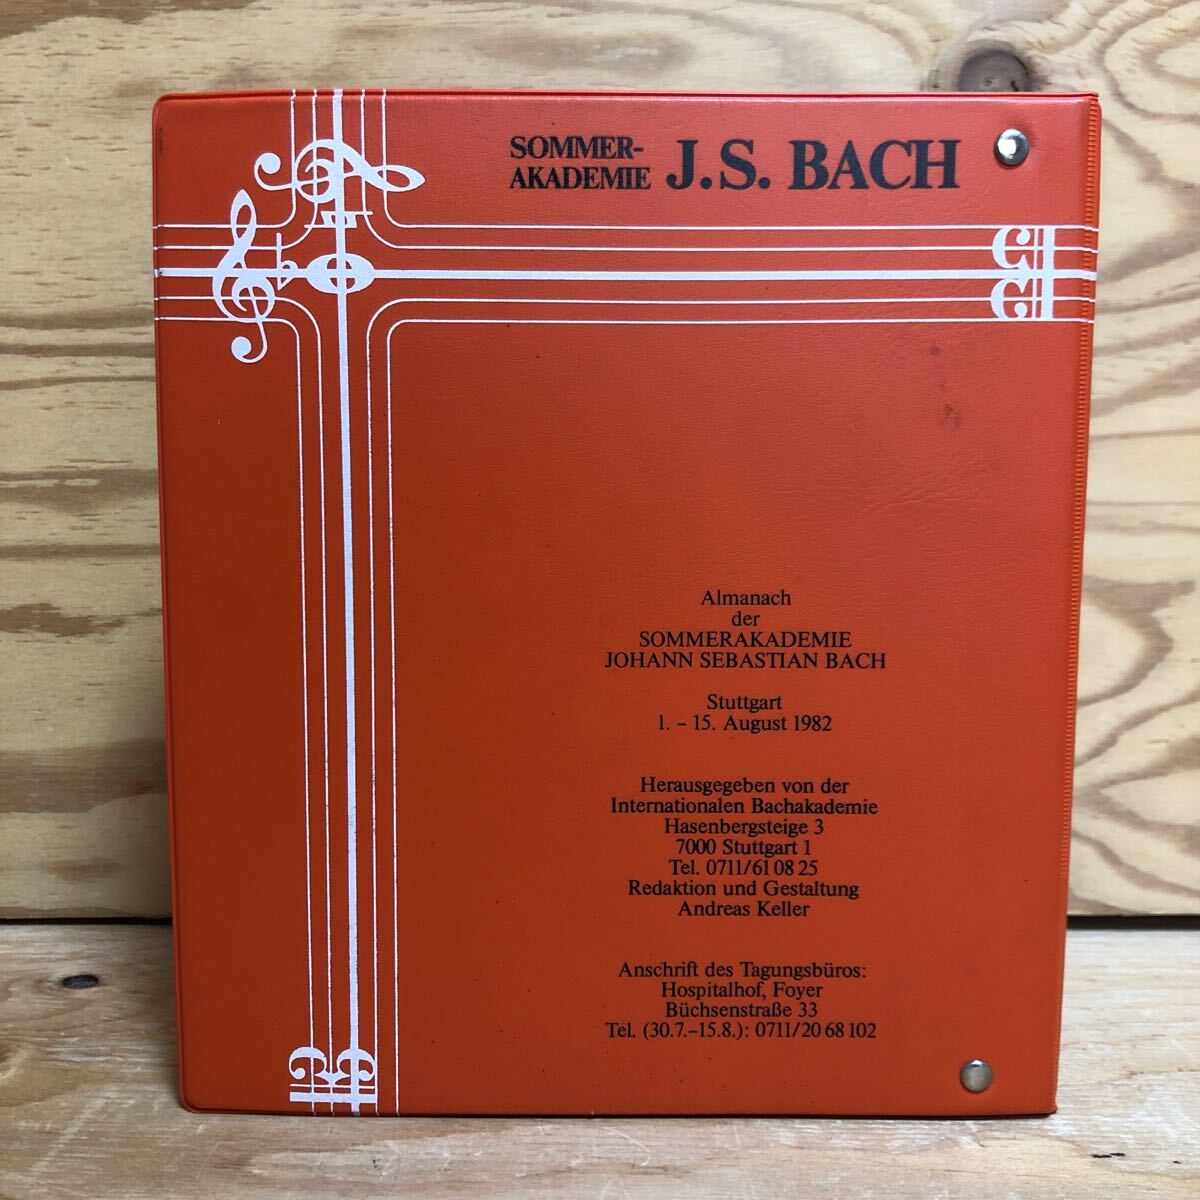 SOMMER-
AKADEMIE J.S. BACH
Almanach
der
SOMMERAKADEMIE
JOHANN SEBASTIAN BACH
Stuttgart
1. - 15. August 1982
Herausgegeben von der
Internationalen Bachakademie
Hasenbergsteige 3
7000 Stuttgart 1
Tel. 0711/61 08 25
Redaktion und Gestaltung
Andreas Keller
Anschrift des Tagungsbüros:
Hospitalhof, Foyer
Büchsenstraße 33
Tel. (30.7.-15.8.): 0711/20 68 102